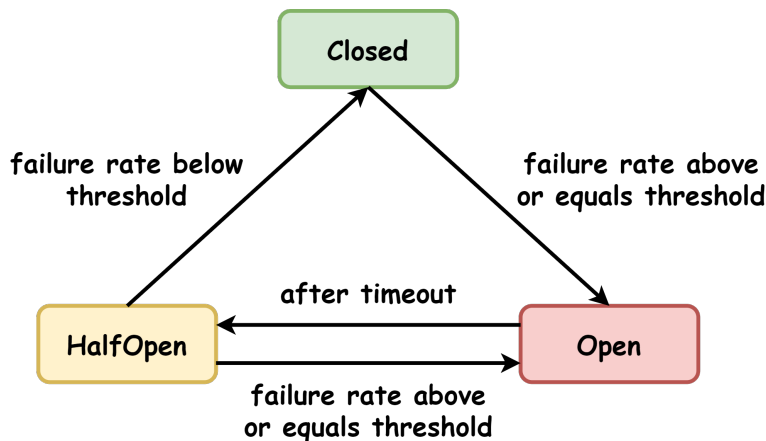 Closed
failure rate below
threshold
failure rate above
or equals threshold
after timeout
HalfOpen
Open
failure rate above
or equals threshold